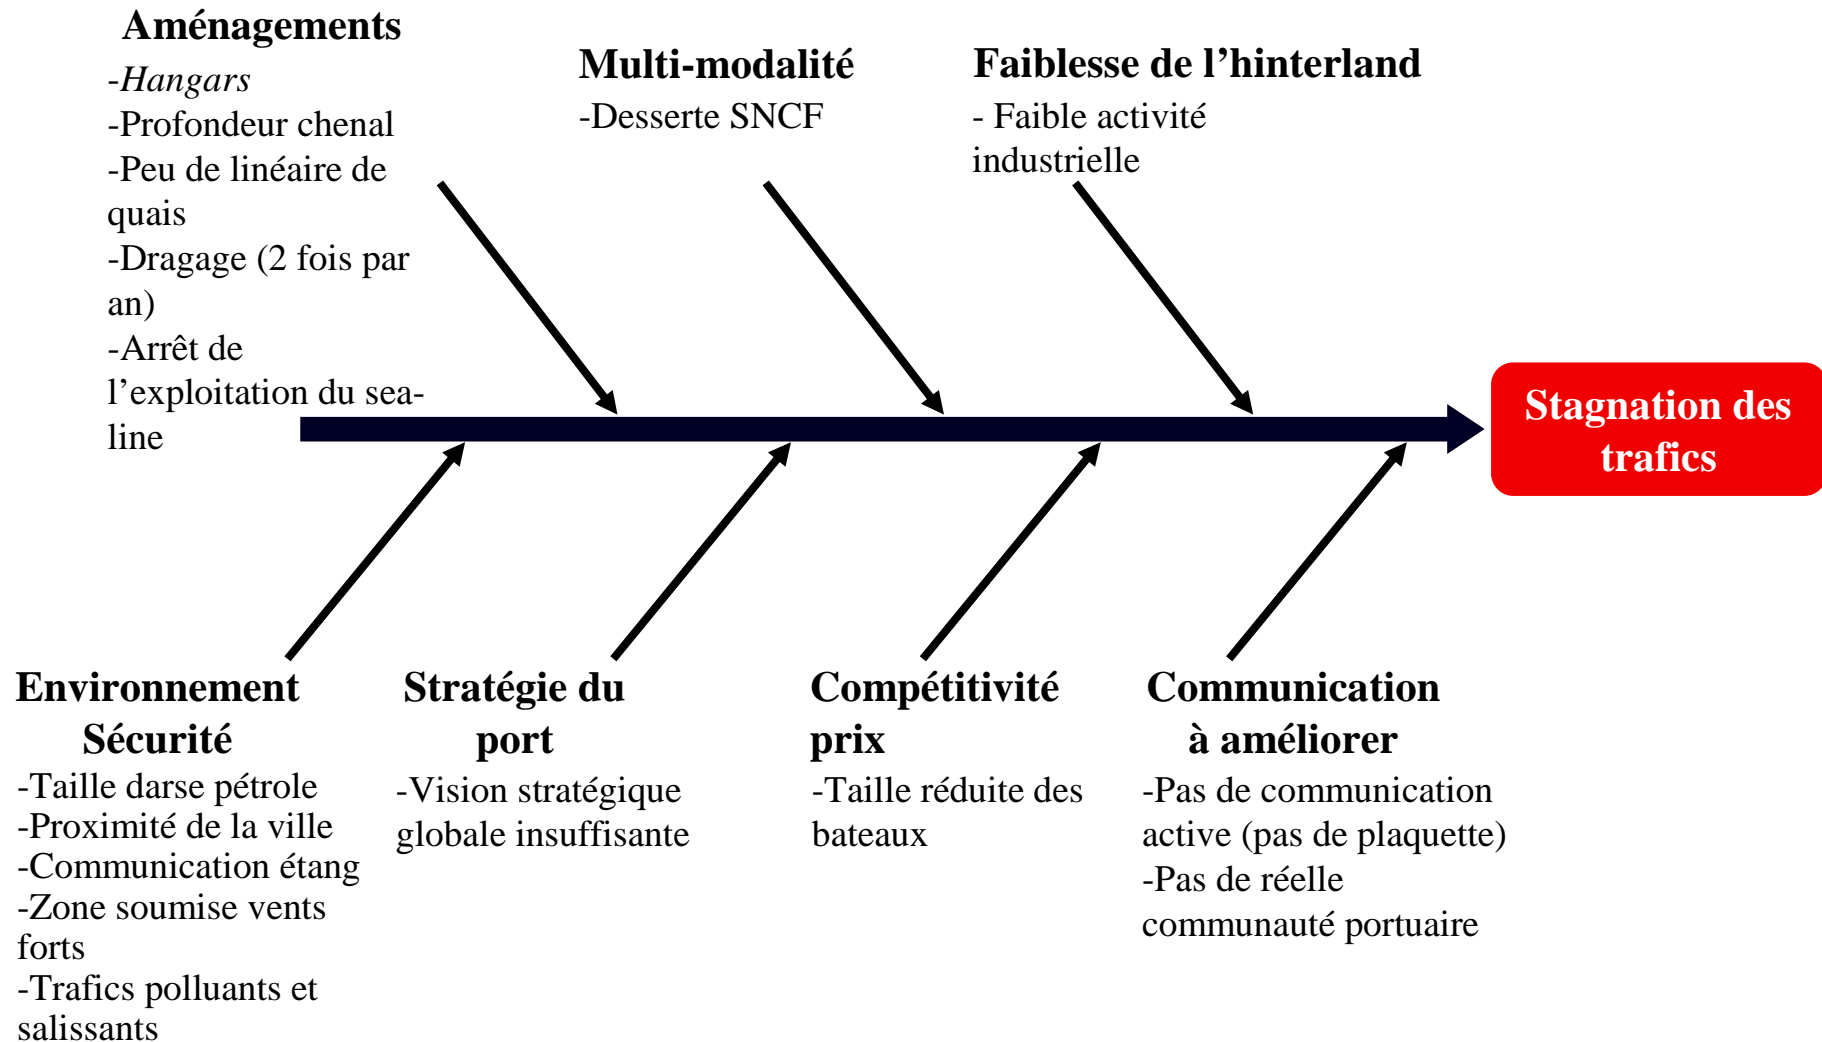 Aménagements
-Hangars
-Profondeur chenal
-Peu de linéaire de
quais
-Dragage (2 fois par
an)
-Arrêt de
l’exploitation du sea-
line
Multi-modalité
-Desserte SNCF
Faiblesse de l’hinterland
- Faible activité
industrielle
Stagnation des
trafics
Environnement
Sécurité
-Taille darse pétrole
-Proximité de la ville
-Communication étang
-Zone soumise vents
forts
-Trafics polluants et
salissants
Stratégie du
port
-Vision stratégique
globale insuffisante
Compétitivité
prix
-Taille réduite des
bateaux
Communication
à améliorer
-Pas de communication
active (pas de plaquette)
-Pas de réelle
communauté portuaire